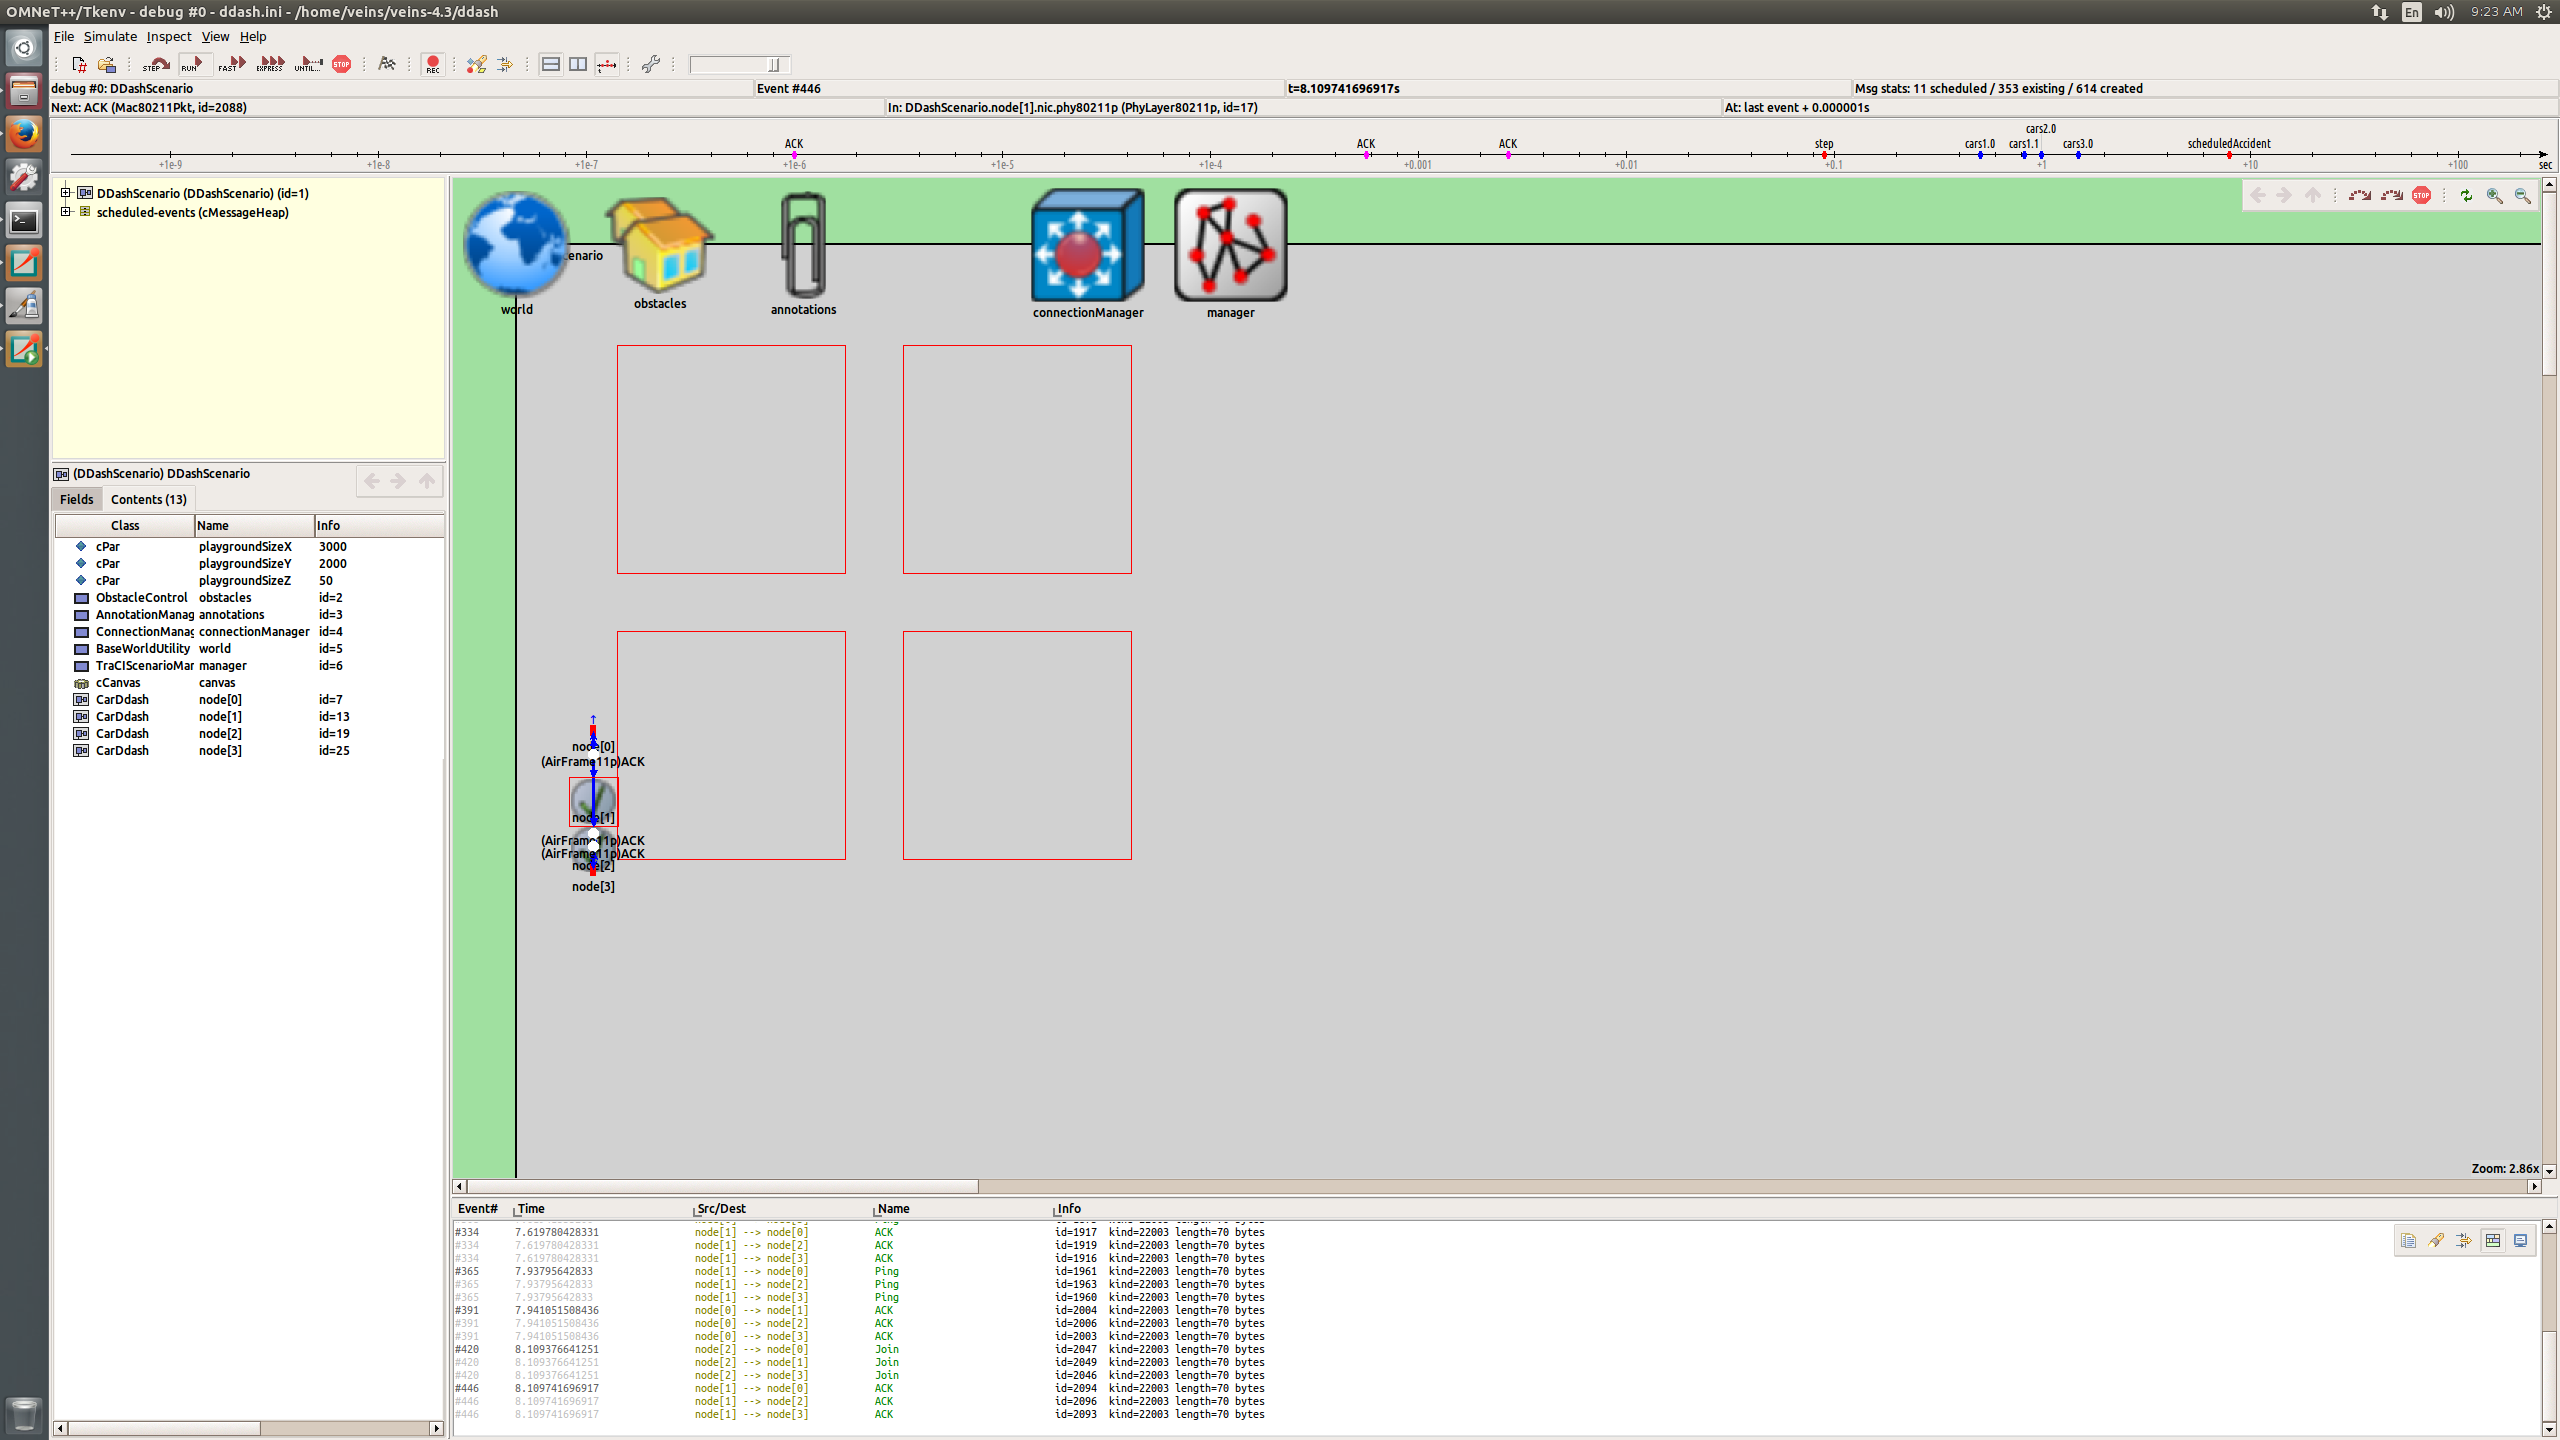 OMNeT++/Tkenv - debug #0 - ddash.ini - /home/veins/veins-4.3/ddash
En 9:23 AM
File Simulate Inspect View Help
STEP RUN FAST EXPRESS UNTIL... STOP REC
debug #0: DDashScenario Event #446 t=8.109741696917s Msg stats: 11 scheduled / 353 existing / 614 created
Next: ACK (Mac80211Pkt, id=2088) In: DDashScenario.node[1].nic.phy80211p (PhyLayer80211p, id=17) At: last event + 0.000001s
cars2.0
ACK ACK ACK step cars1.0 cars1.1 cars3.0 scheduledAccident
+1e-9 +1e-8 +1e-7 +1e-6 +1e-5 +1e-4 +0.001 +0.01 +0.1 +1 +10 +100 sec
DDashScenario (DDashScenario) (id=1)
scheduled-events (cMessageHeap)
(DDashScenario) DDashScenario
Fields Contents (13)
Class Name Info
cPar playgroundSizeX 3000
cPar playgroundSizeY 2000
cPar playgroundSizeZ 50
ObstacleControl obstacles id=2
AnnotationManag annotations id=3
ConnectionManag connectionManager id=4
BaseWorldUtility world id=5
TraCIScenarioMar manager id=6
cCanvas canvas
CarDdash node[0] id=7
CarDdash node[1] id=13
CarDdash node[2] id=19
CarDdash node[3] id=25
STOP
enario
world
obstacles
annotations
connectionManager
manager
node[0]
(AirFrame11p)ACK
node[1]
(AirFrame11p)ACK
(AirFrame11p)ACK
node[2]
node[3]
Zoom: 2.86x
Event# Time Src/Dest Name Info
#334 7.619780428331 node[1] --> node[0] ACK id=1917 kind=22003 length=70 bytes
#334 7.619780428331 node[1] --> node[2] ACK id=1919 kind=22003 length=70 bytes
#334 7.619780428331 node[1] --> node[3] ACK id=1916 kind=22003 length=70 bytes
#365 7.93795642833 node[1] --> node[0] Ping id=1961 kind=22003 length=70 bytes
#365 7.93795642833 node[1] --> node[2] Ping id=1963 kind=22003 length=70 bytes
#365 7.93795642833 node[1] --> node[3] Ping id=1960 kind=22003 length=70 bytes
#391 7.941051508436 node[0] --> node[1] ACK id=2004 kind=22003 length=70 bytes
#391 7.941051508436 node[0] --> node[2] ACK id=2006 kind=22003 length=70 bytes
#391 7.941051508436 node[0] --> node[3] ACK id=2003 kind=22003 length=70 bytes
#420 8.109376641251 node[2] --> node[0] Join id=2047 kind=22003 length=70 bytes
#420 8.109376641251 node[2] --> node[1] Join id=2049 kind=22003 length=70 bytes
#420 8.109376641251 node[2] --> node[3] Join id=2046 kind=22003 length=70 bytes
#446 8.109741696917 node[1] --> node[0] ACK id=2094 kind=22003 length=70 bytes
#446 8.109741696917 node[1] --> node[2] ACK id=2096 kind=22003 length=70 bytes
#446 8.109741696917 node[1] --> node[3] ACK id=2093 kind=22003 length=70 bytes